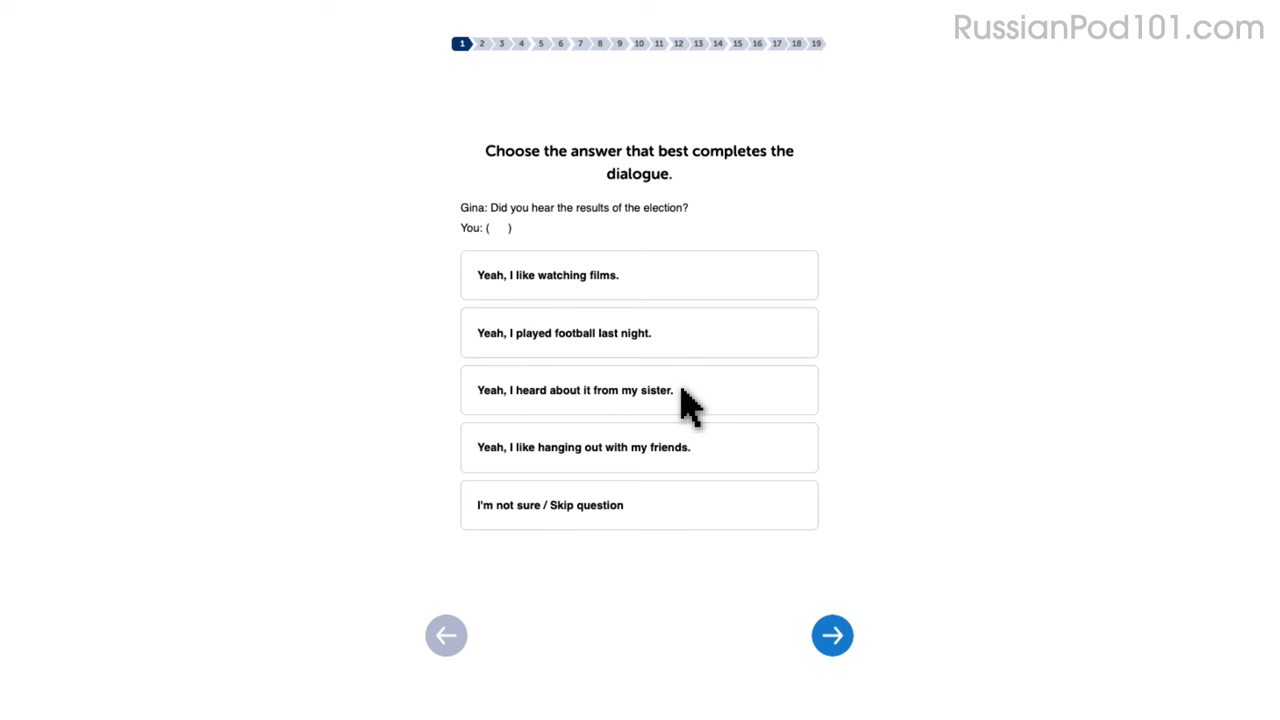 RussianPod101.com
1 2 3 4 5 6 7 8 9 10 11 12 13 14 15 16 17 18 19
Choose the answer that best completes the
dialogue.
Gina: Did you hear the results of the election?
You: ( )
Yeah, I like watching films.
Yeah, I played football last night.
Yeah, I heard about it from my sister.
Yeah, I like hanging out with my friends.
I'm not sure / Skip question